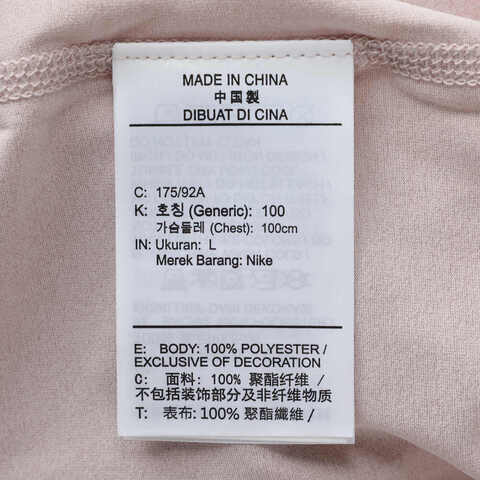 MADE IN CHINA
中国製
DIBUAT DI CINA
C: 175/92A
K: 호칭 (Generic): 100
가슴둘레 (Chest): 100cm
IN: Ukuran: L
Merek Barang: Nike
E: BODY: 100% POLYESTER /
EXCLUSIVE OF DECORATION
C: 面料: 100% 聚酯纤维 /
不包括装饰部分及非纤维物质
T: 表布: 100% 聚酯纖維 /